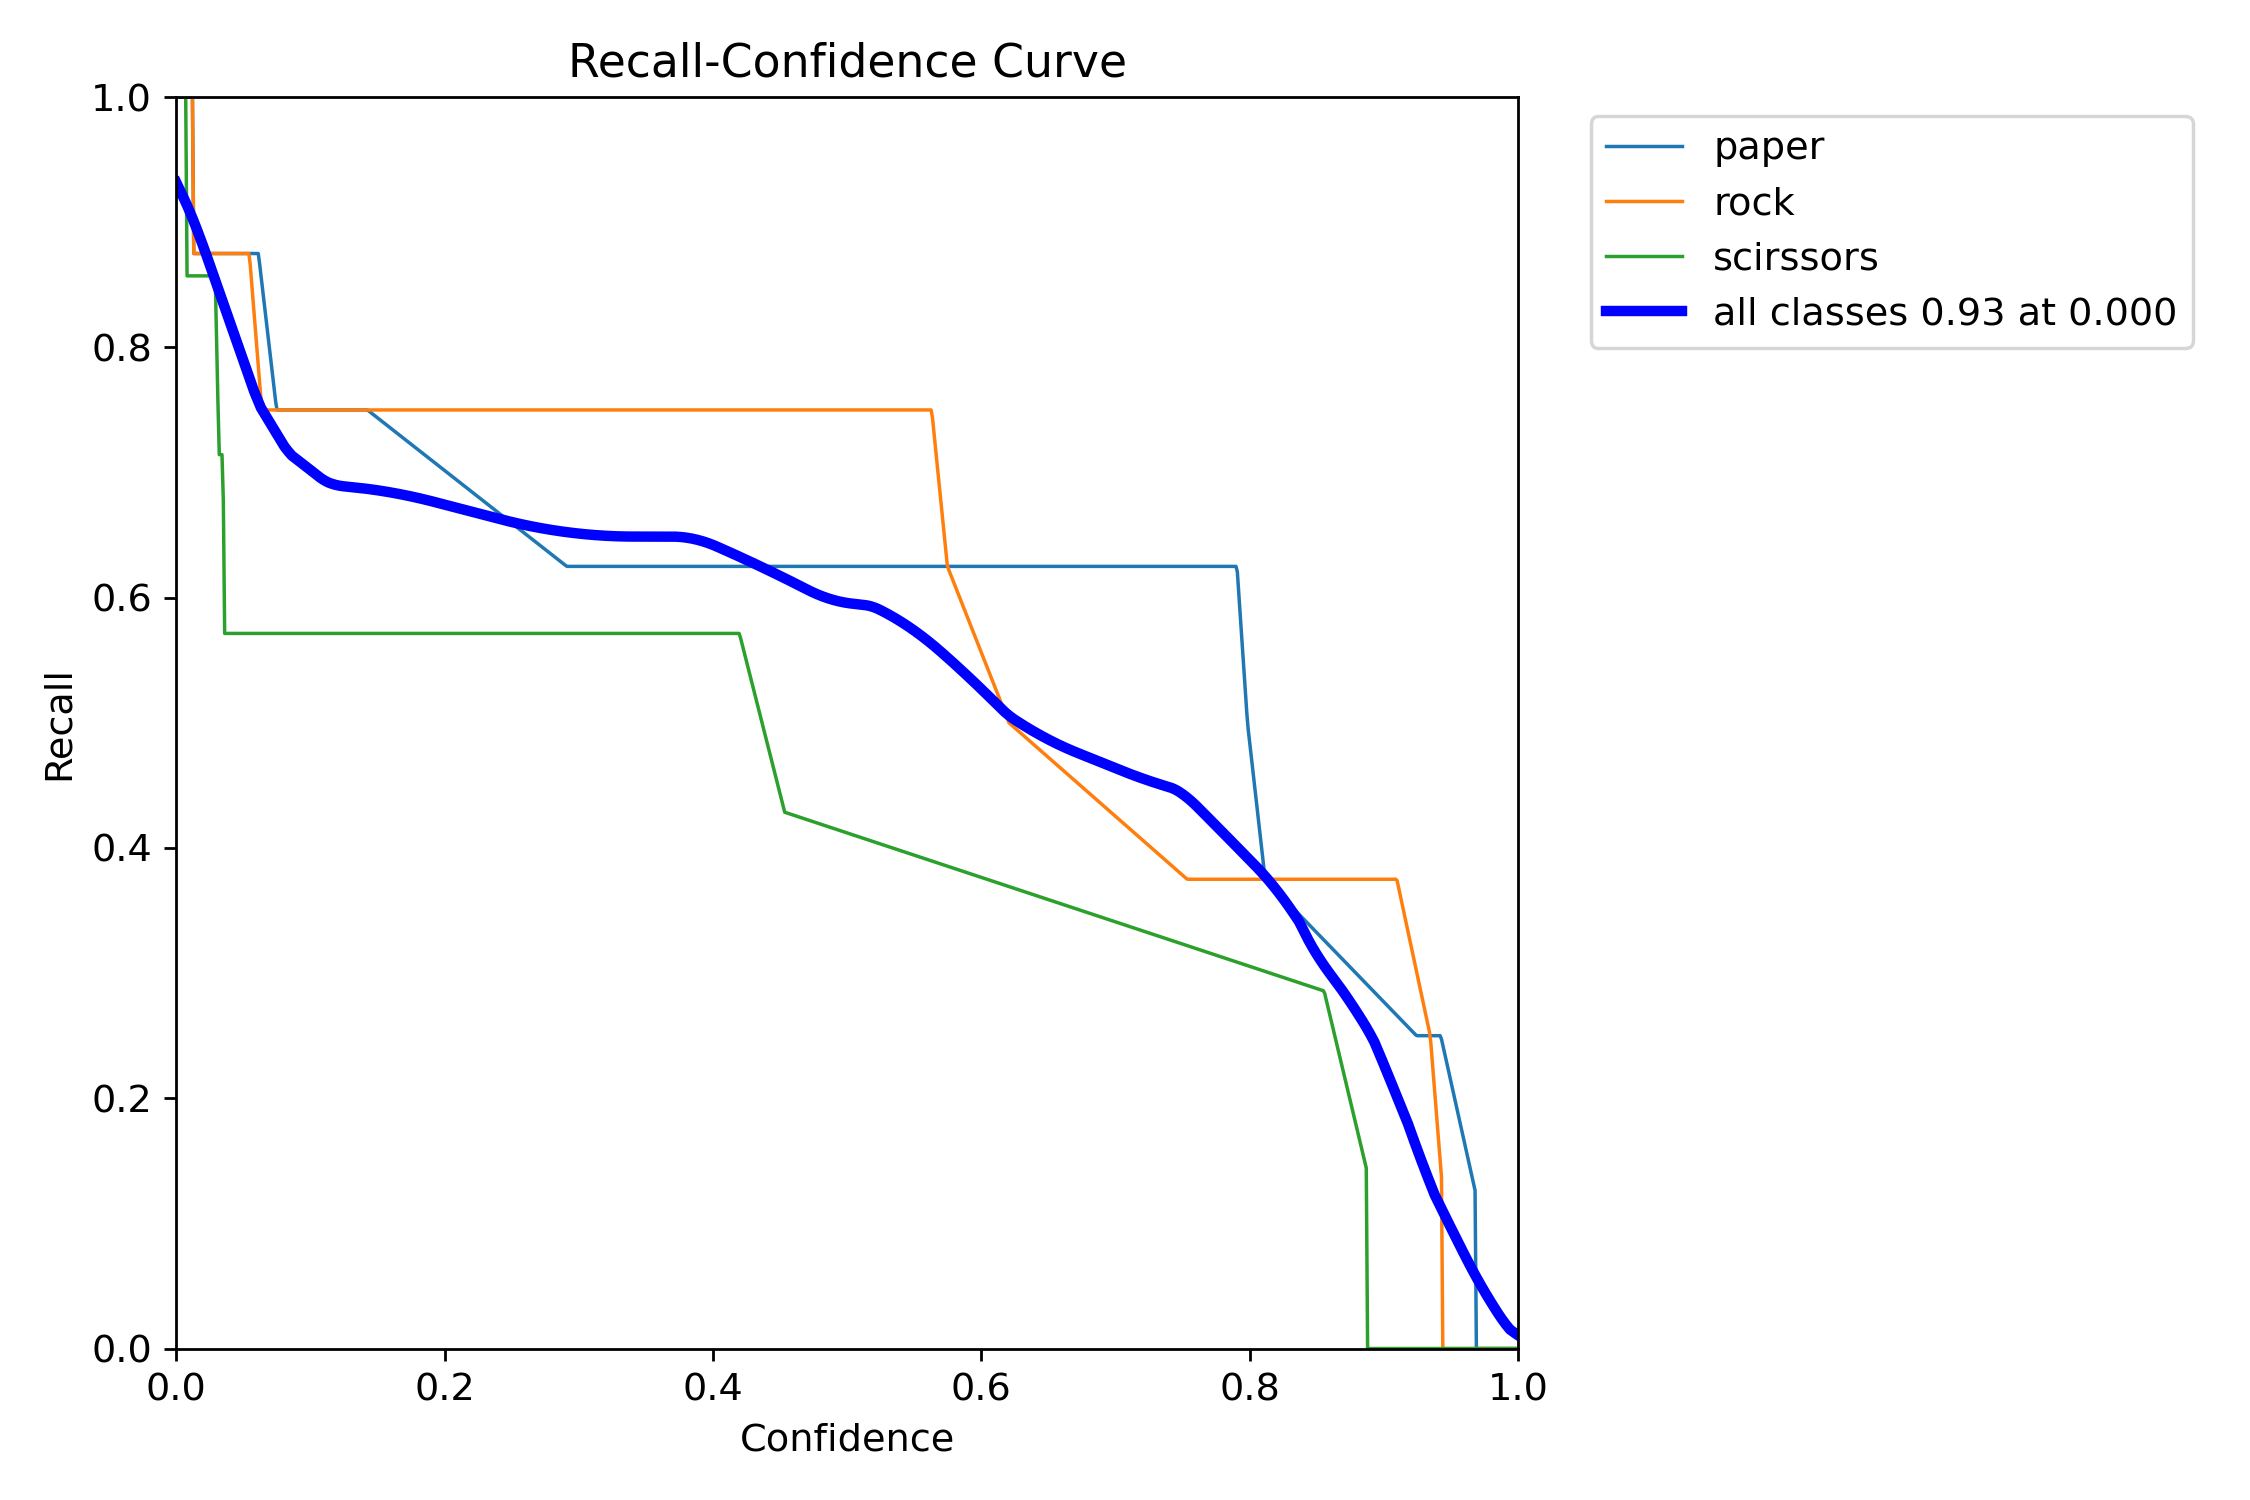 Recall-Confidence Curve
1.0
0.8
0.6
0.4
0.2
0.0
Recall
0.0 0.2 0.4 0.6 0.8 1.0
Confidence
paper
rock
scirssors
all classes 0.93 at 0.000